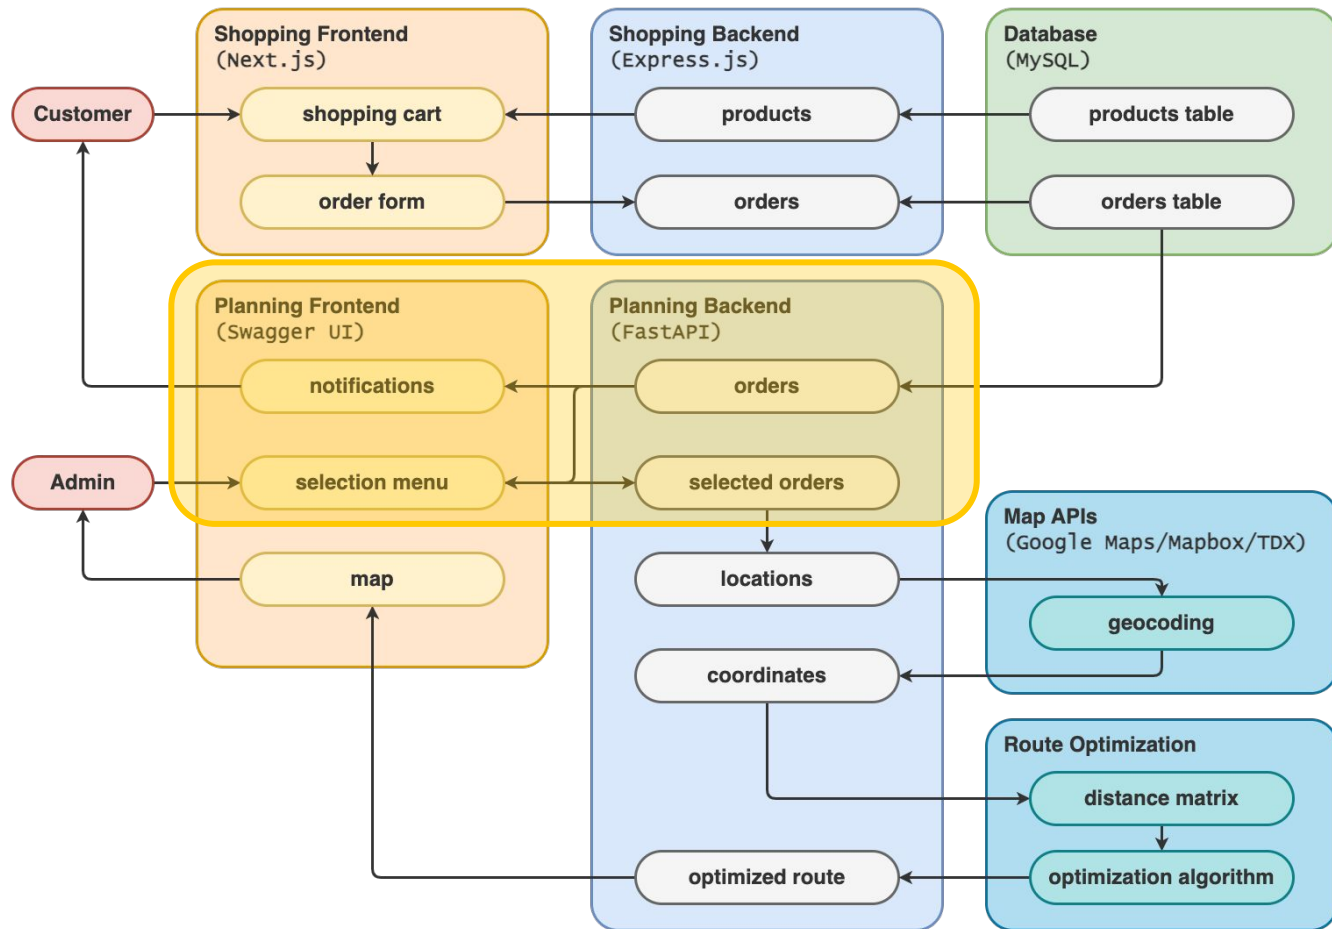 Shopping Frontend
(Next.js)
Shopping Backend
(Express.js)
Database
(MySQL)
Customer
shopping cart
products
products table
order form
orders
orders table
Planning Frontend
(Swagger UI)
Planning Backend
(FastAPI)
notifications
orders
Admin
selection menu
selected orders
Map APIs
(Google Maps/Mapbox/TDX)
map
locations
geocoding
coordinates
Route Optimization
distance matrix
optimized route
optimization algorithm